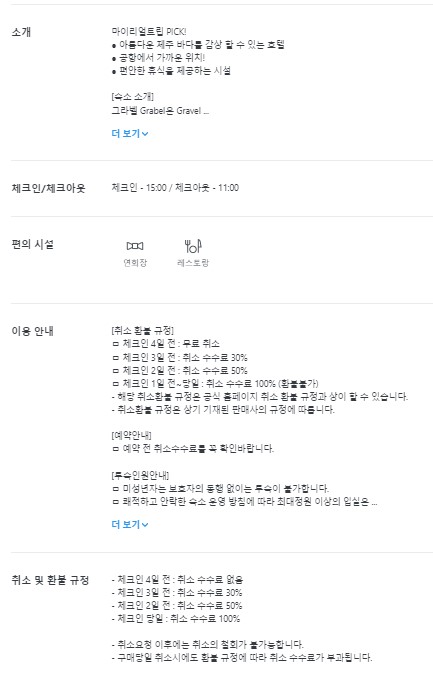 소개
마이리얼트립 PICK!
● 아름다운 제주 바다를 감상 할 수 있는 호텔
● 공항에서 가까운 위치!
● 편안한 휴식을 제공하는 시설
[숙소 소개]
그라벨 Grabel은 Gravel ...
더 보기
체크인/체크아웃
체크인 - 15:00 / 체크아웃 - 11:00
편의 시설
연회장
레스토랑
이용 안내
[취소 환불 규정]
ㅁ 체크인 4일 전 : 무료 취소
ㅁ 체크인 3일 전 : 취소 수수료 30%
ㅁ 체크인 2일 전 : 취소 수수료 50%
ㅁ 체크인 1일 전~당일 : 취소 수수료 100% (환불불가)
- 해당 취소환불 규정은 공식 홈페이지 취소 환불 규정과 상이 할 수 있습니다.
- 취소환불 규정은 상기 기재된 판매사의 규정에 따릅니다.
[예약안내]
ㅁ 예약 전 취소수수료를 꼭 확인바랍니다.
[투숙인원안내]
ㅁ 미성년자는 보호자의 동행 없이는 투숙이 불가합니다.
ㅁ 쾌적하고 안락한 숙소 운영 방침에 따라 최대정원 이상의 입실은 ...
더 보기
취소 및 환불 규정
- 체크인 4일 전 : 취소 수수료 없음
- 체크인 3일 전 : 취소 수수료 30%
- 체크인 2일 전 : 취소 수수료 50%
- 체크인 당일 : 취소 수수료 100%
- 취소요청 이후에는 취소의 철회가 불가능합니다.
- 구매당일 취소시에도 환불 규정에 따라 취소 수수료가 부과됩니다.